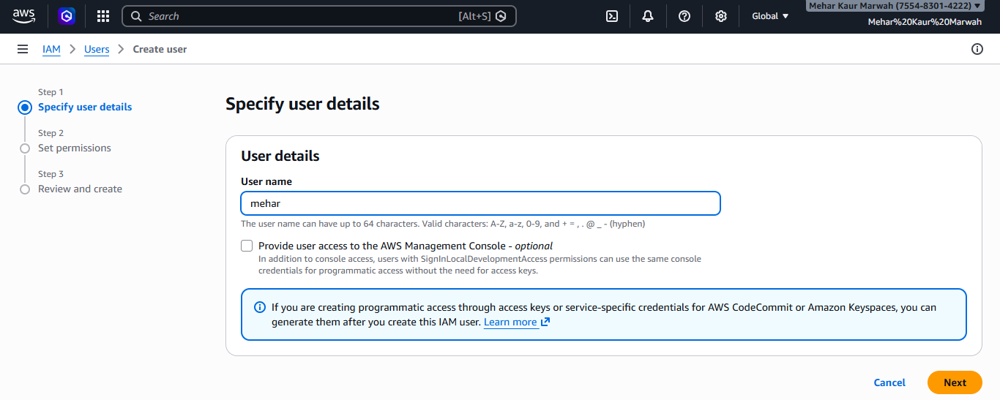 aws
Search [Alt+S]
Global
Mehar Kaur Marwah (7554-8301-4222)
Mehar%20Kaur%20Marwah
IAM Users Create user
Step 1
Specify user details
Step 2
Set permissions
Step 3
Review and create
Specify user details
User details
User name
mehar
The user name can have up to 64 characters. Valid characters: A-Z, a-z, 0-9, and + = , . @ _ - (hyphen)
Provide user access to the AWS Management Console - optional
In addition to console access, users with SignInLocalDevelopmentAccess permissions can use the same console
credentials for programmatic access without the need for access keys.
If you are creating programmatic access through access keys or service-specific credentials for AWS CodeCommit or Amazon Keyspaces, you can
generate them after you create this IAM user. Learn more
Cancel Next